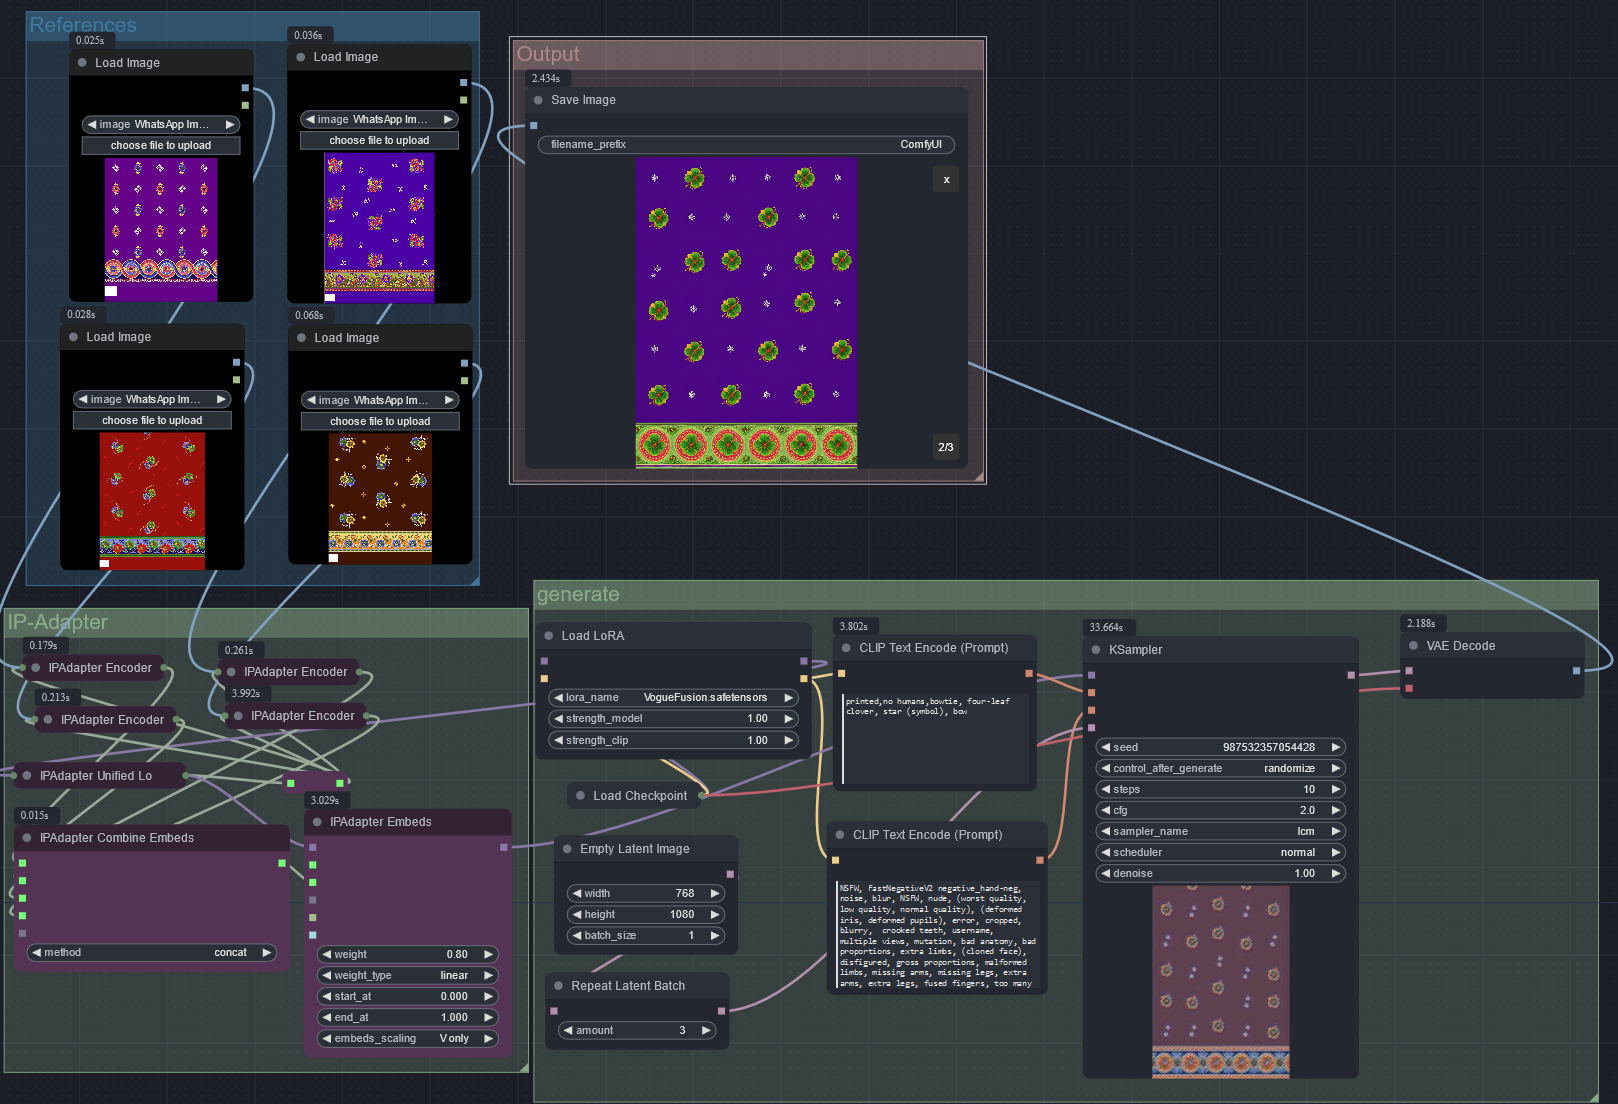 References
0.025s
Load Image
image WhatsApp Im...
choose file to upload
0.036s
Load Image
image WhatsApp Im...
choose file to upload
0.028s
Load Image
image WhatsApp Im...
choose file to upload
0.068s
Load Image
image WhatsApp Im...
choose file to upload
Output
2.434s
Save Image
filename_prefix ComfyUI
x
2/3
IP-Adapter
0.179s
IPAdapter Encoder
0.261s
IPAdapter Encoder
0.213s
IPAdapter Encoder
3.992s
IPAdapter Encoder
IPAdapter Unified Lo
0.015s
IPAdapter Combine Embeds
method concat
3.029s
IPAdapter Embeds
weight 0.80
weight_type linear
start_at 0.000
end_at 1.000
embeds_scaling V only
generate
Load LoRA
lora_name VogueFusion.safetensors
strength_model 1.00
strength_clip 1.00
Load Checkpoint
Empty Latent Image
width 768
height 1080
batch_size 1
Repeat Latent Batch
amount 3
3.802s
CLIP Text Encode (Prompt)
printed,no humans,bowtie, four-leaf
clover, star (symbol), bow
CLIP Text Encode (Prompt)
NSFW, FastNegativeV2 negative_hand-neg,
noise, blur, NSFW, nude, (worst quality,
low quality, normal quality), (deformed
iris, deformed pupils), error, cropped,
blurry, crooked teeth, username,
multiple views, mutation, bad anatomy, bad
proportions, extra limbs, (cloned face),
disfigured, gross proportions, malformed
limbs, missing arms, missing legs, extra
arms, extra legs, fused fingers, too many
33.664s
KSampler
seed 987532357054428
control_after_generate randomize
steps 10
cfg 2.0
sampler_name lcm
scheduler normal
denoise 1.00
2.188s
VAE Decode